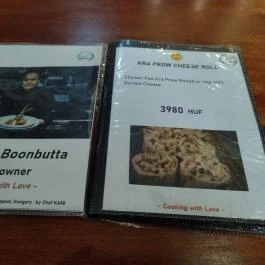 Boonbutta
owner
with Love -
Hungary : by Chef KANI
KRA PROW CHEESE ROLL
Chicken Pad Kra Prow Rolled on top with
Burned Cheese
3980 HUF
- Cooking with Love -